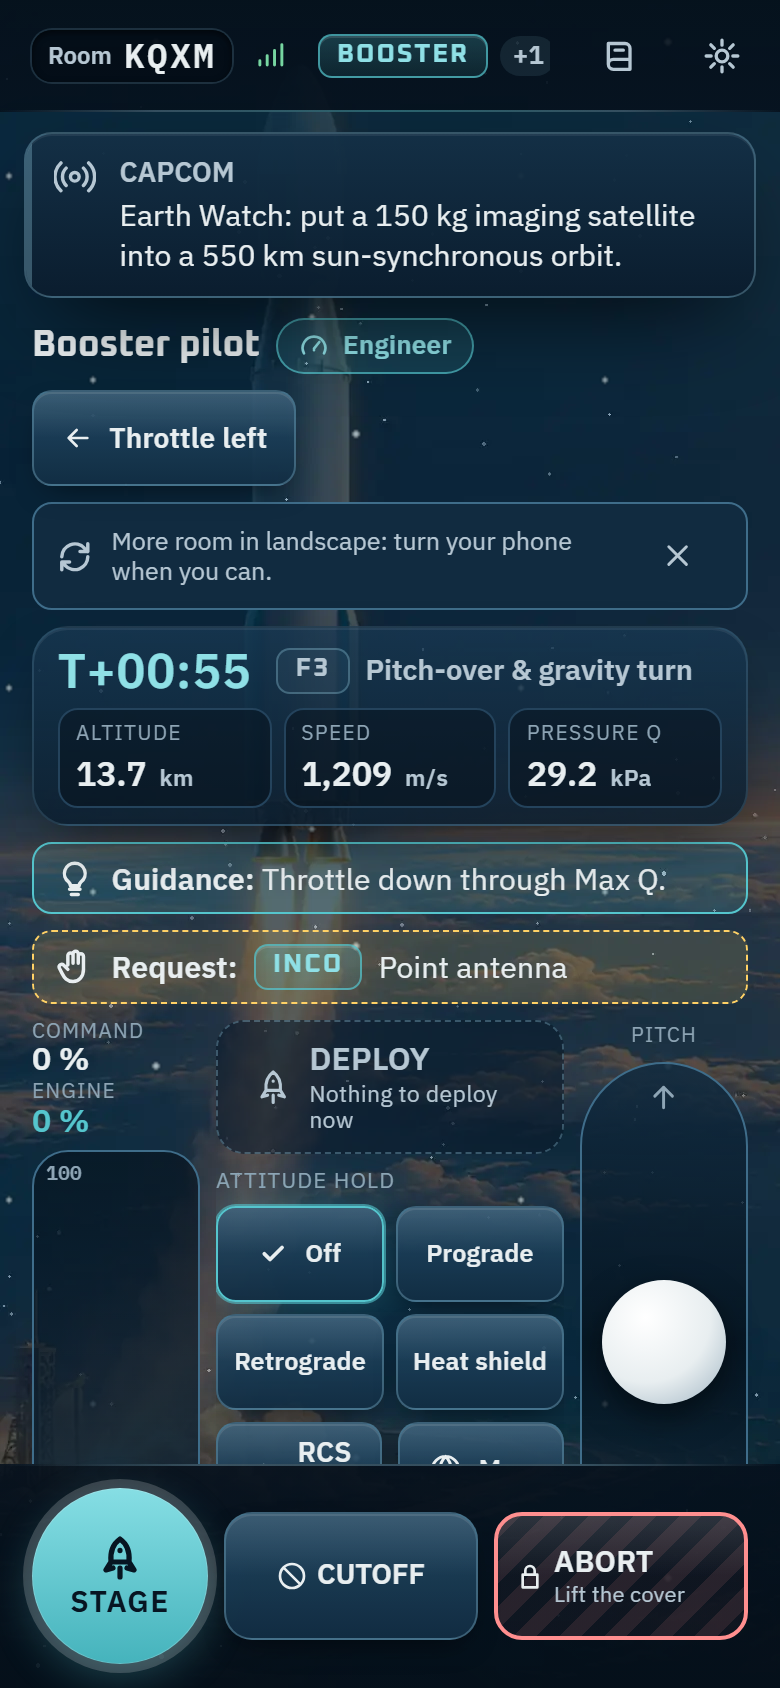 Room KQXM BOOSTER +1
CAPCOM
Earth Watch: put a 150 kg imaging satellite
into a 550 km sun-synchronous orbit.
Booster pilot Engineer
Throttle left
More room in landscape: turn your phone
when you can.
T+00:55 F3 Pitch-over & gravity turn
ALTITUDE SPEED PRESSURE Q
13.7 km 1,209 m/s 29.2 kPa
Guidance: Throttle down through Max Q.
Request: INCO Point antenna
COMMAND
0 %
ENGINE
0 %
100
DEPLOY
Nothing to deploy
now
ATTITUDE HOLD
Off Prograde
Retrograde Heat shield
RCS
PITCH
STAGE
CUTOFF
ABORT
Lift the cover